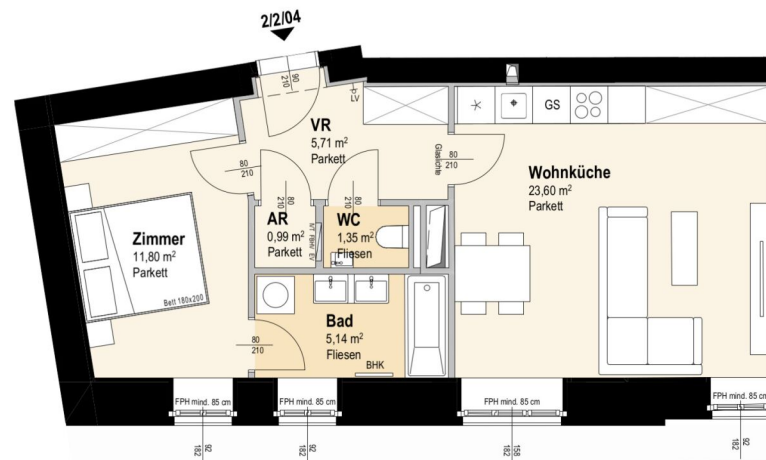 2/2/04
90
210
LV
VR
5,71 m²
Parkett
GS
80
210
Glaslichte
80
210
Wohnküche
23,60 m²
Parkett
80
210
80
210
AR
0,99 m²
Parkett
WC
1,35 m²
Fliesen
Zimmer
11,80 m²
Parkett
Bett 180x200
Bad
5,14 m²
Fliesen
80
210
BHK
FPH mind. 85 cm
FPH mind. 85 cm
FPH mind. 85 cm
FPH mind. 85 cm
92
182
92
182
158
182
92
182